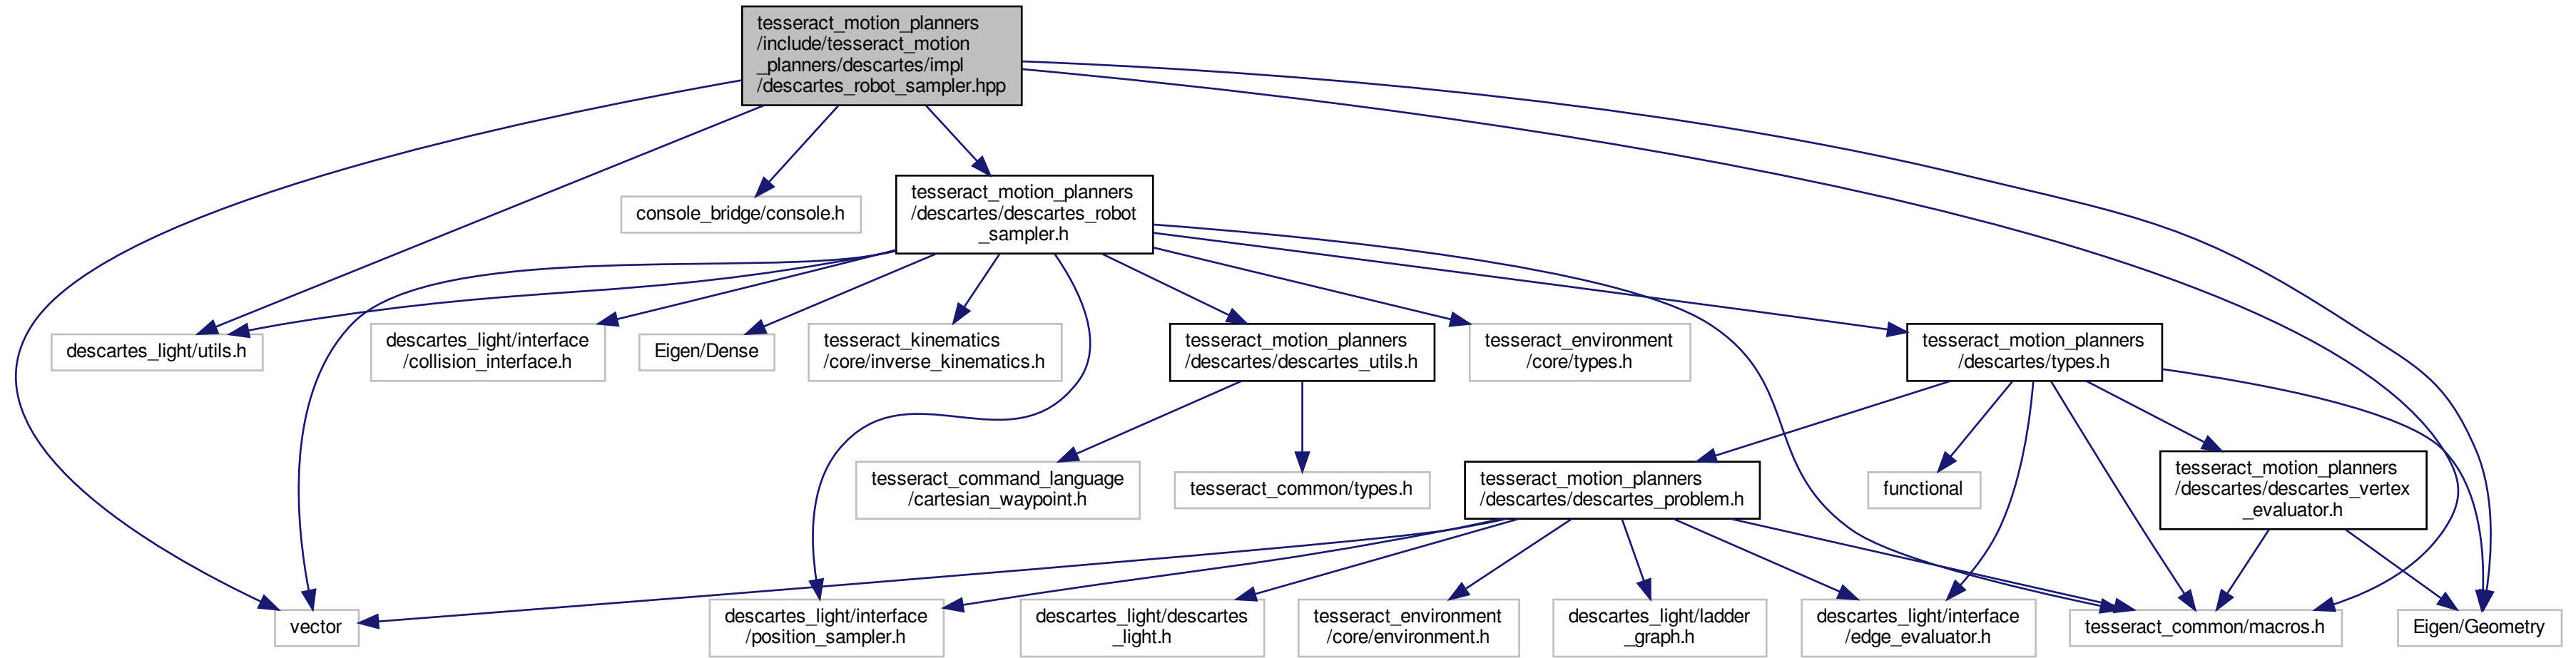 tesseract_motion_planners
/include/tesseract_motion
_planners/descartes/impl
/descartes_robot_sampler.hpp
console_bridge/console.h
tesseract_motion_planners
/descartes/descartes_robot
_sampler.h
descartes_light/utils.h
descartes_light/interface
/collision_interface.h
Eigen/Dense
tesseract_kinematics
/core/inverse_kinematics.h
tesseract_motion_planners
/descartes/descartes_utils.h
tesseract_environment
/core/types.h
tesseract_motion_planners
/descartes/types.h
tesseract_command_language
/cartesian_waypoint.h
tesseract_common/types.h
tesseract_motion_planners
/descartes/descartes_problem.h
functional
tesseract_motion_planners
/descartes/descartes_vertex
_evaluator.h
vector
descartes_light/interface
/position_sampler.h
descartes_light/descartes
_light.h
tesseract_environment
/core/environment.h
descartes_light/ladder
_graph.h
descartes_light/interface
/edge_evaluator.h
tesseract_common/macros.h
Eigen/Geometry